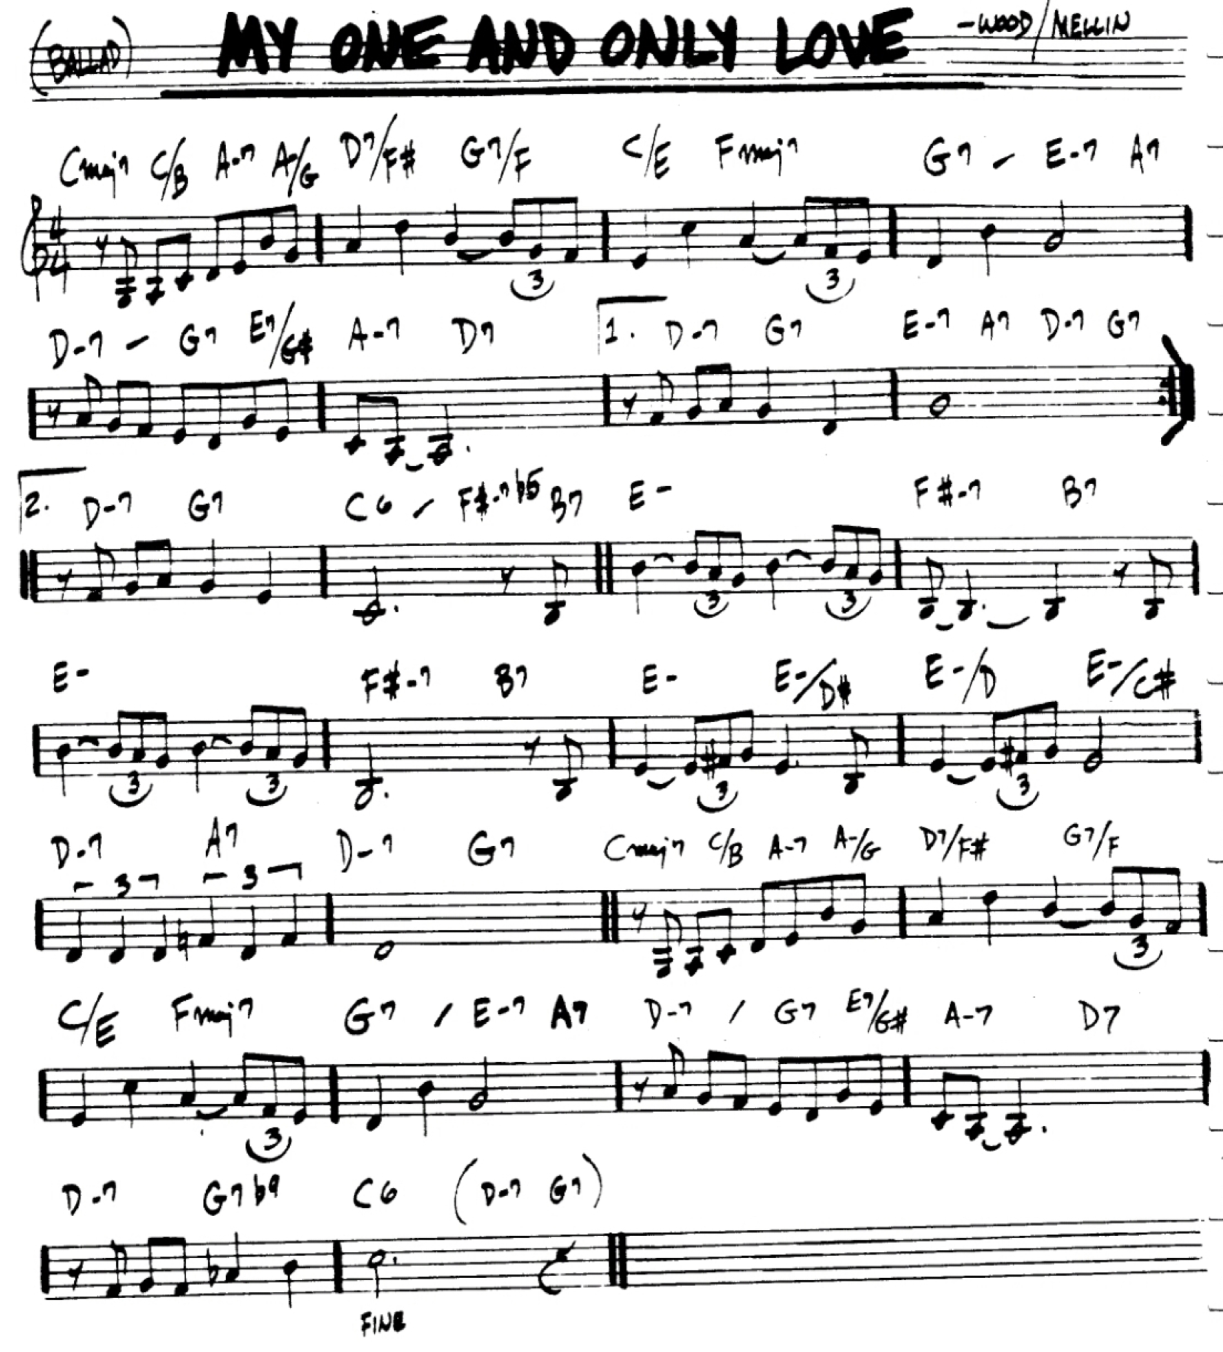 (BALLAD) MY ONE AND ONLY LOVE -WOOD/MELLIN
Cmaj7 C/B A-7 A-/G D7/F# G7/F C/E Fmaj7 G7 - E-7 A7
4/4 3 3
D-7 - G7 E7/G# A-7 D7 1. D-7 G7 E-7 A7 D-7 G7
2. D-7 G7 C6 / F#-7b5 B7 E- F#-7 B7
3 3
E- F#-7 B7 E- E-/D# E-/D E-/C#
3 3 3 3
D-7 A7 D-7 G7 Cmaj7 C/B A-7 A-/G D7/F# G7/F
3 3 3
C/E Fmaj7 G7 / E-7 A7 D-7 / G7 E7/G# A-7 D7
3
D-7 G7b9 C6 (D-7 G7)
FINE